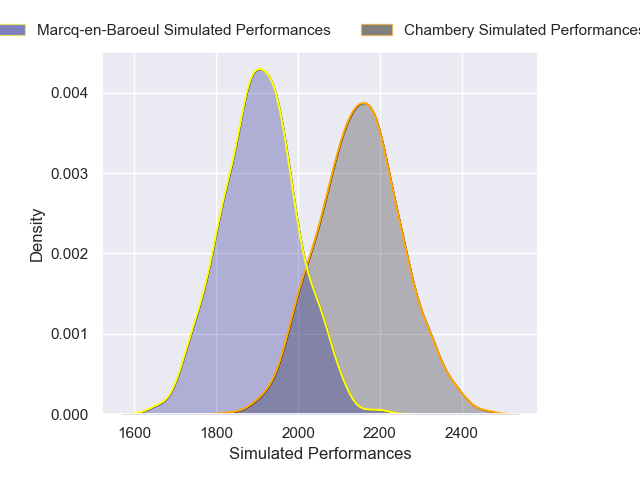 Marcq-en-Baroeul Simulated Performances
Chambery Simulated Performances
0.004
0.003
0.002
0.001
0.000
Density
1600 1800 2000 2200 2400
Simulated Performances